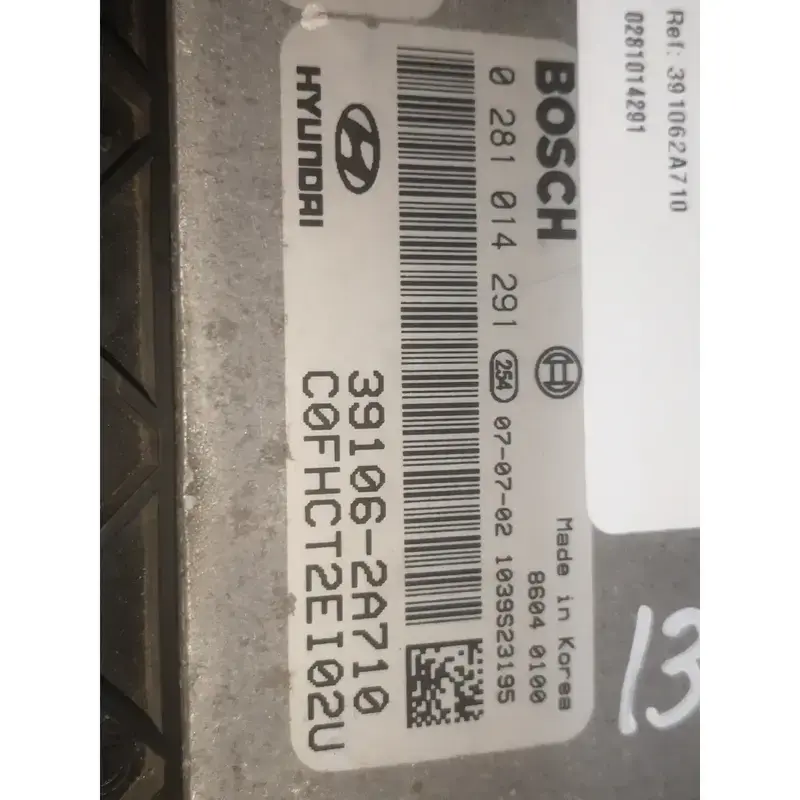 Ref: 391062A710
0281014291
BOSCH
Made in Korea
8604 0100
0 281 014 291 254 07-07-02 1039S23195
HYUNDAI
39106-2A710
C0FHCT2EI02U
13